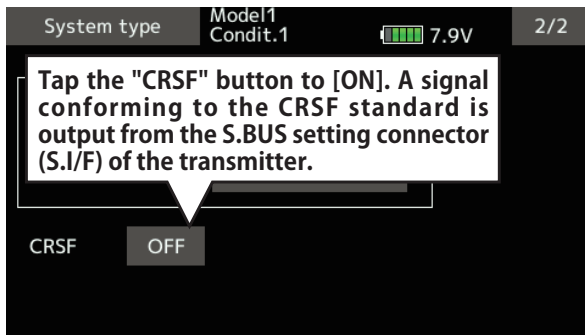 System type
Model1
Condit.1
7.9V
2/2
Tap the "CRSF" button to [ON]. A signal
conforming to the CRSF standard is
output from the S.BUS setting connector
(S.I/F) of the transmitter.
CRSF
OFF